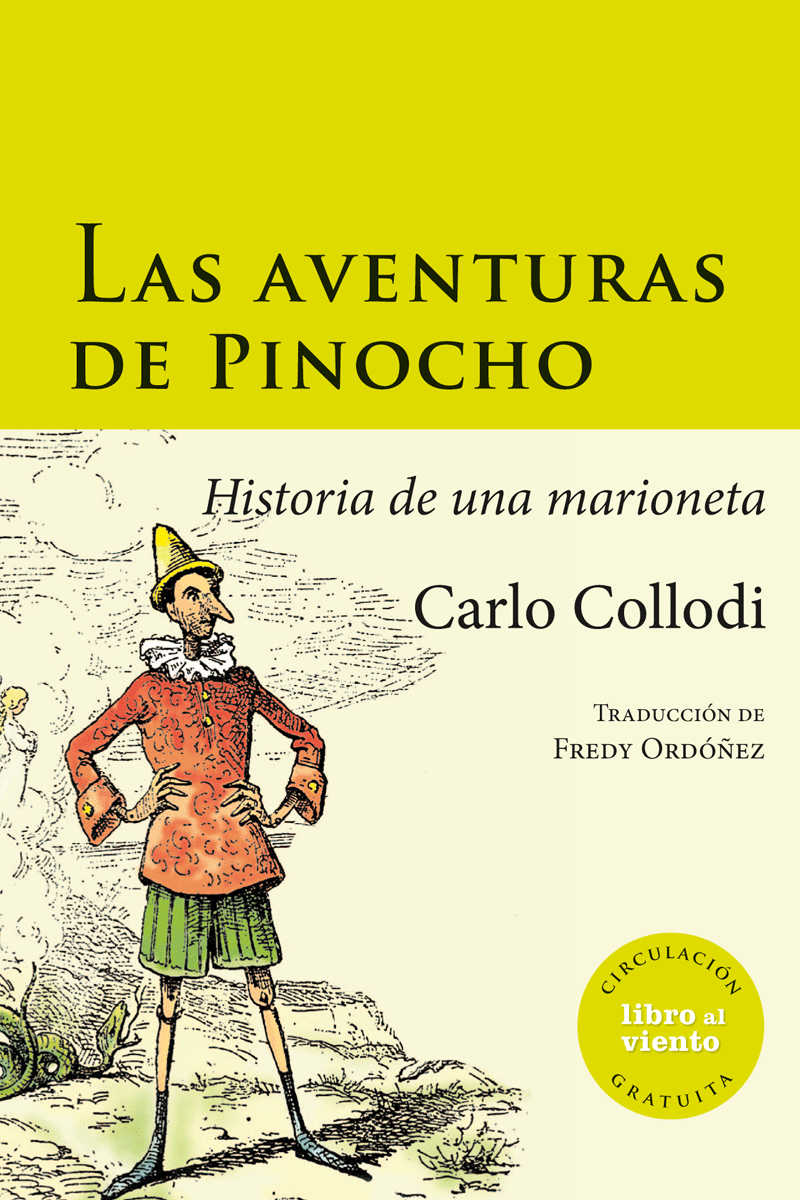 Las aventuras
de Pinocho
Historia de una marioneta
Carlo Collodi
Traducción de
Fredy Ordóñez
CIRCULACIÓN
libro al
viento
GRATUITA